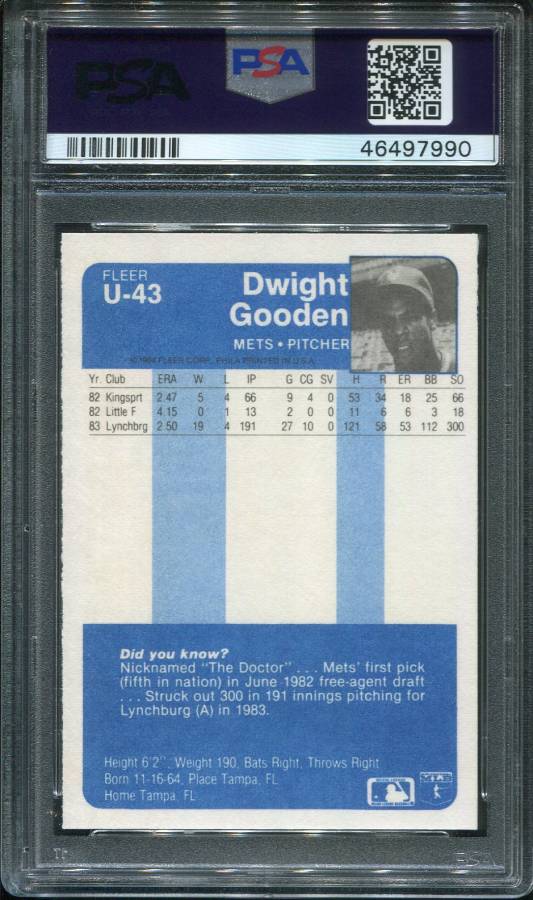 PSA
PSA
46497990
FLEER
U-43
Dwight
Gooden
METS • PITCHER
© 1984 FLEER CORP., PHILA PRINTED IN U.S.A.
Yr. Club ERA W L IP G CG SV H R ER BB SO
82 Kingsprt 2.47 5 4 66 9 4 0 53 34 18 25 66
82 Little F 4.15 0 1 13 2 0 0 11 6 6 3 18
83 Lynchbrg 2.50 19 4 191 27 10 0 121 58 53 112 300
Did you know?
Nicknamed "The Doctor" . . . Mets' first pick
(fifth in nation) in June 1982 free-agent draft
. . . Struck out 300 in 191 innings pitching for
Lynchburg (A) in 1983.
Height 6'2", Weight 190, Bats Right, Throws Right
Born 11-16-64, Place Tampa, FL
Home Tampa, FL
PSA